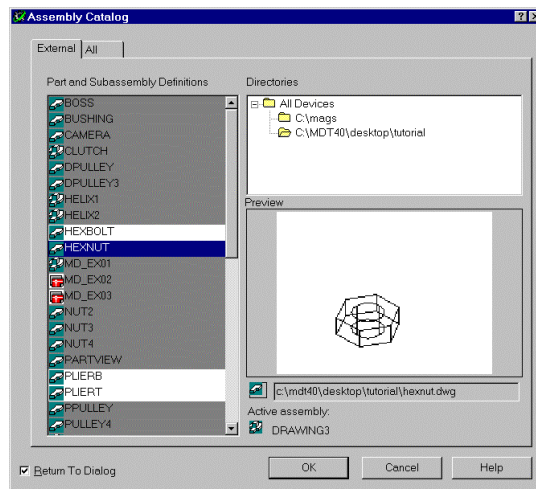 Assembly Catalog
External
All
Part and Subassembly Definitions
BOSS
BUSHING
CAMERA
CLUTCH
DPULLEY
DPULLEY3
HELIX1
HELIX2
HEXBOLT
HEXNUT
MD_EX01
MD_EX02
MD_EX03
NUT2
NUT3
NUT4
PARTVIEW
PLIERB
PLIERT
PPULLEY
PULLEY4
Directories
All Devices
C:\mags
C:\MDT40\desktop\tutorial
Preview
c:\mdt40\desktop\tutorial\hexnut.dwg
Active assembly:
DRAWING3
Return To Dialog
OK
Cancel
Help